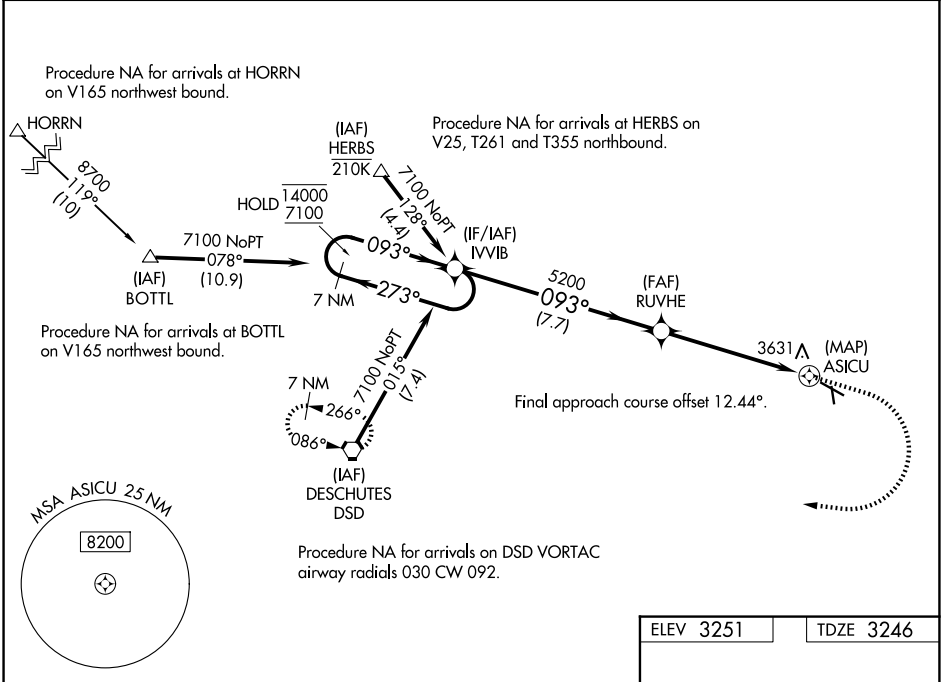 Procedure NA for arrivals at HORRN
on V165 northwest bound.
HORRN
8700
119°
(10)
(IAF)
HERBS
210K
Procedure NA for arrivals at HERBS on
V25, T261 and T355 northbound.
7100 NoPT
128°
(4.4)
HOLD
14000
7100
(IF/IAF)
IVVIB
7100 NoPT
078°
(10.9)
(IAF)
BOTTL
093°
273°
7 NM
5200
093°
(7.7)
(FAF)
RUVHE
3631
(MAP)
ASICU
Procedure NA for arrivals at BOTTL
on V165 northwest bound.
7100 NoPT
015°
(7.4)
7 NM
266°
086°
(IAF)
DESCHUTES
DSD
Final approach course offset 12.44°.
MSA ASICU 25 NM
8200
Procedure NA for arrivals on DSD VORTAC
airway radials 030 CW 092.
ELEV 3251
TDZE 3246